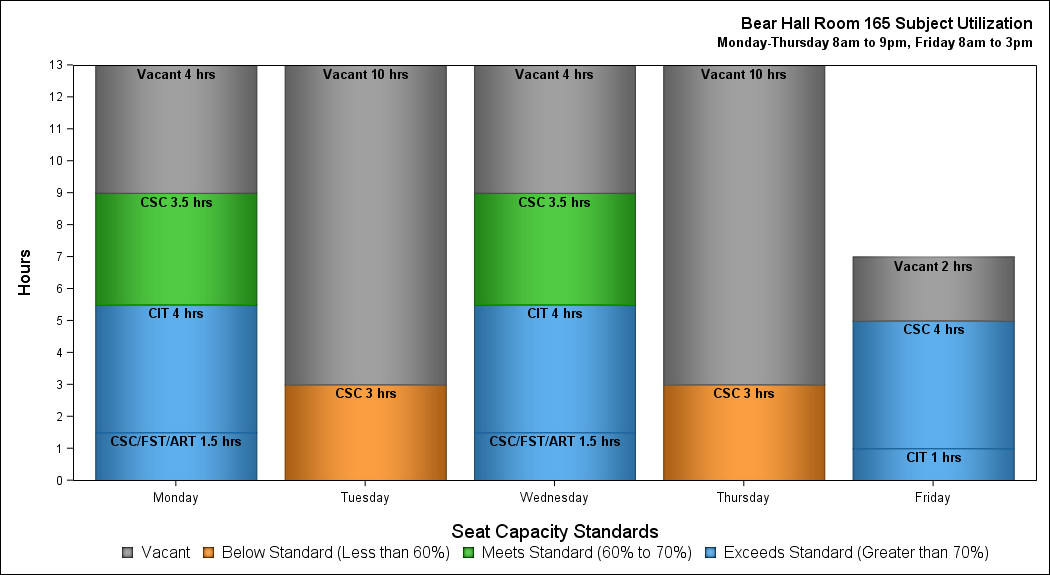 Bear Hall Room 165 Subject Utilization
Monday-Thursday 8am to 9pm, Friday 8am to 3pm
Hours
13
12
11
10
9
8
7
6
5
4
3
2
1
0
Vacant 4 hrs
CSC 3.5 hrs
CIT 4 hrs
CSC/FST/ART 1.5 hrs
Vacant 10 hrs
CSC 3 hrs
Vacant 4 hrs
CSC 3.5 hrs
CIT 4 hrs
CSC/FST/ART 1.5 hrs
Vacant 10 hrs
CSC 3 hrs
Vacant 2 hrs
CSC 4 hrs
CIT 1 hrs
Monday Tuesday Wednesday Thursday Friday
Seat Capacity Standards
Vacant Below Standard (Less than 60%) Meets Standard (60% to 70%) Exceeds Standard (Greater than 70%)